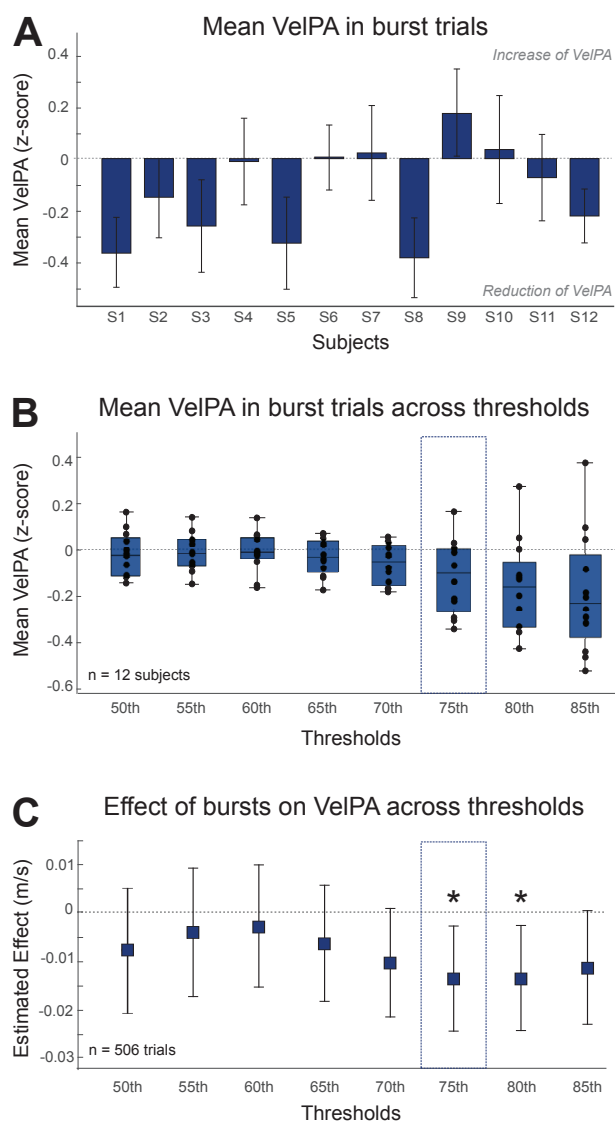 A Mean VelPA in burst trials
Increase of VelPA
Mean VelPA (z-score)
0.4
0.2
0
-0.2
-0.4
Reduction of VelPA
S1 S2 S3 S4 S5 S6 S7 S8 S9 S10 S11 S12
Subjects
B Mean VelPA in burst trials across thresholds
Mean VelPA (z-score)
0.4
0.2
0
-0.2
-0.4
-0.6
n = 12 subjects
50th 55th 60th 65th 70th 75th 80th 85th
Thresholds
C Effect of bursts on VelPA across thresholds
Estimated Effect (m/s)
0.01
0
-0.01
-0.02
-0.03
* *
n = 506 trials
50th 55th 60th 65th 70th 75th 80th 85th
Thresholds